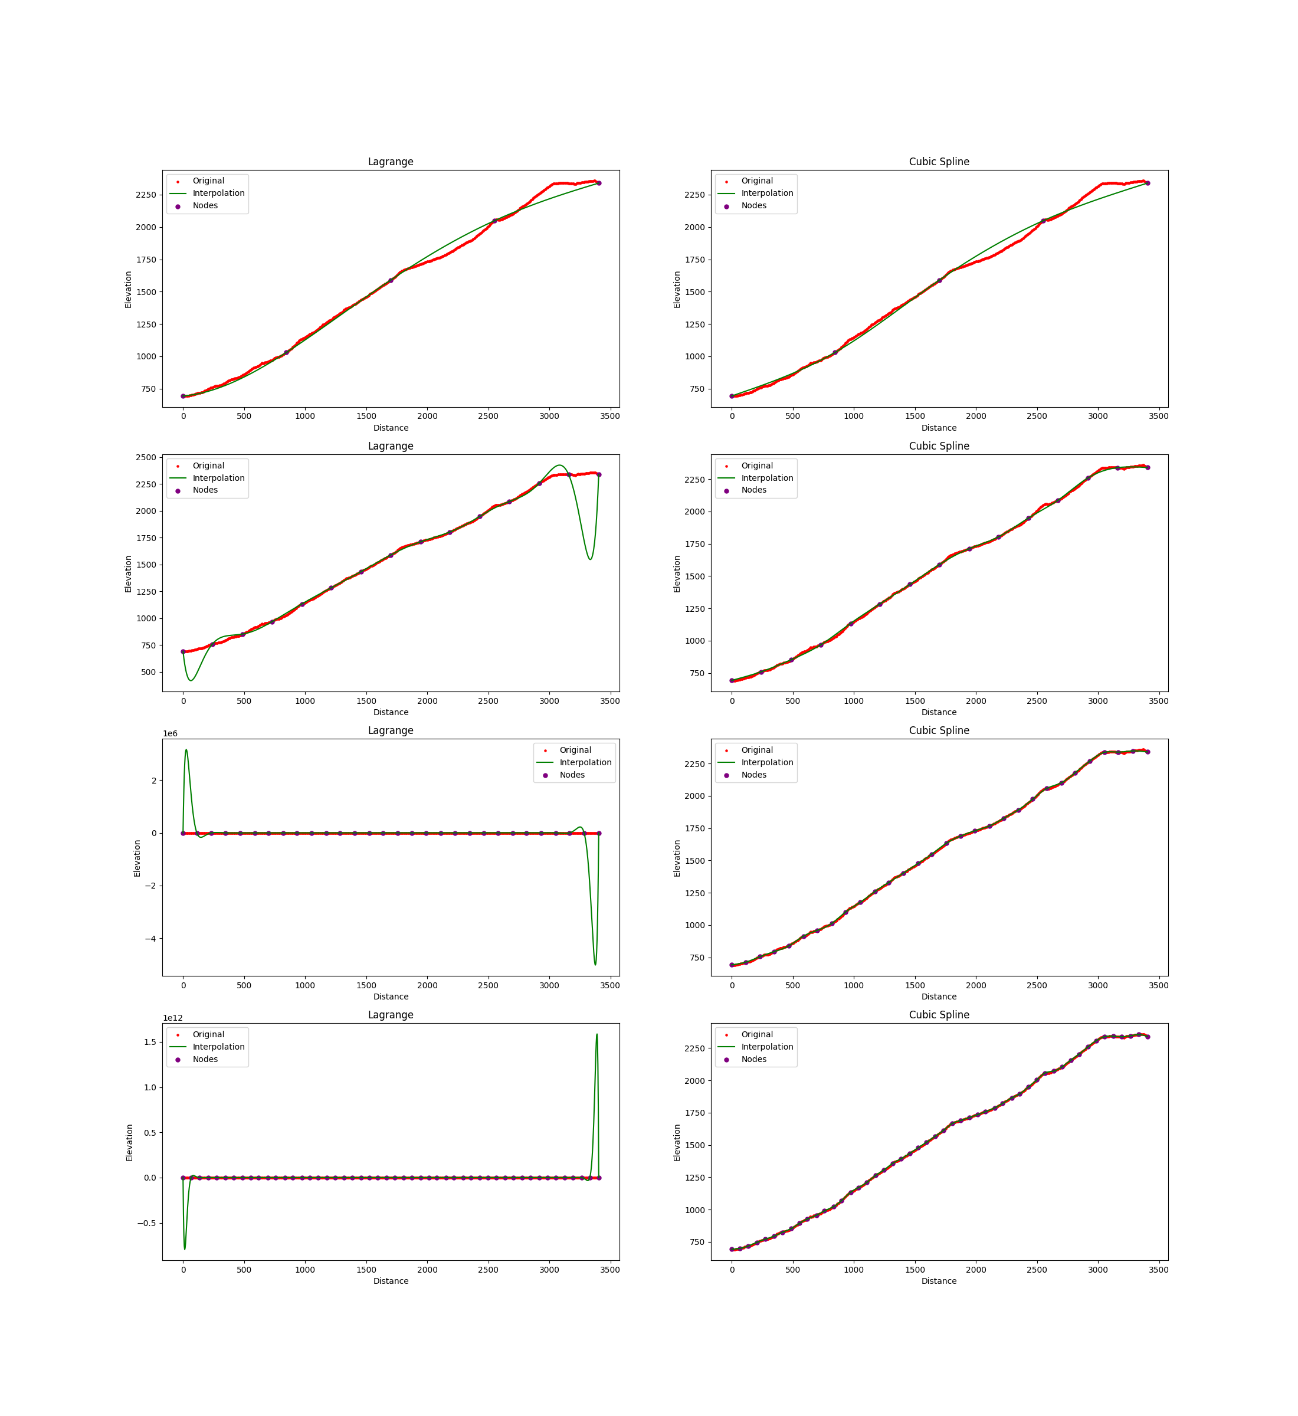 Lagrange
Original
Interpolation
Nodes
2250
2000
1750
1500
1250
1000
750
Elevation
0 500 1000 1500 2000 2500 3000 3500
Distance
Cubic Spline
Original
Interpolation
Nodes
2250
2000
1750
1500
1250
1000
750
Elevation
0 500 1000 1500 2000 2500 3000 3500
Distance
Lagrange
Original
Interpolation
Nodes
2500
2250
2000
1750
1500
1250
1000
750
500
Elevation
0 500 1000 1500 2000 2500 3000 3500
Distance
Cubic Spline
Original
Interpolation
Nodes
2250
2000
1750
1500
1250
1000
750
Elevation
0 500 1000 1500 2000 2500 3000 3500
Distance
Lagrange
1e6
Original
Interpolation
Nodes
2
0
−2
−4
Elevation
0 500 1000 1500 2000 2500 3000 3500
Distance
Cubic Spline
Original
Interpolation
Nodes
2250
2000
1750
1500
1250
1000
750
Elevation
0 500 1000 1500 2000 2500 3000 3500
Distance
Lagrange
1e12
Original
Interpolation
Nodes
1.5
1.0
0.5
0.0
−0.5
Elevation
0 500 1000 1500 2000 2500 3000 3500
Distance
Cubic Spline
Original
Interpolation
Nodes
2250
2000
1750
1500
1250
1000
750
Elevation
0 500 1000 1500 2000 2500 3000 3500
Distance